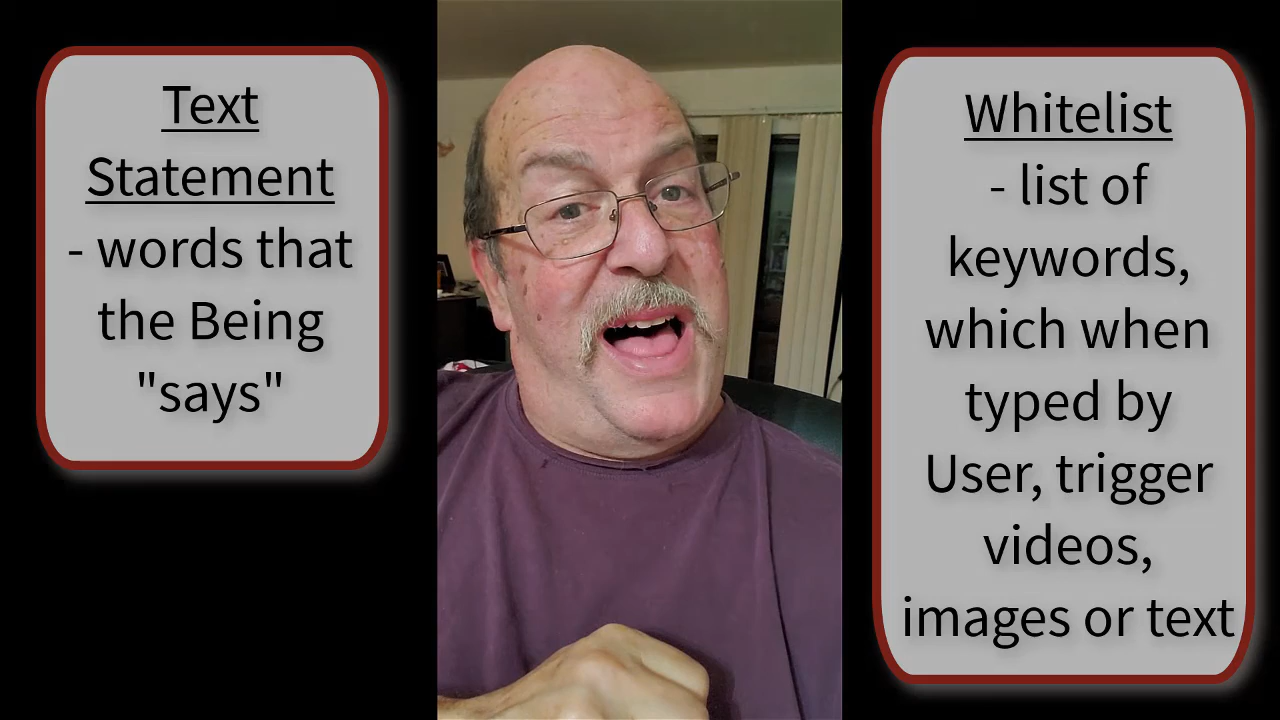 Text
Statement
- words that
the Being
"says"
Whitelist
- list of
keywords,
which when
typed by
User, trigger
videos,
images or text